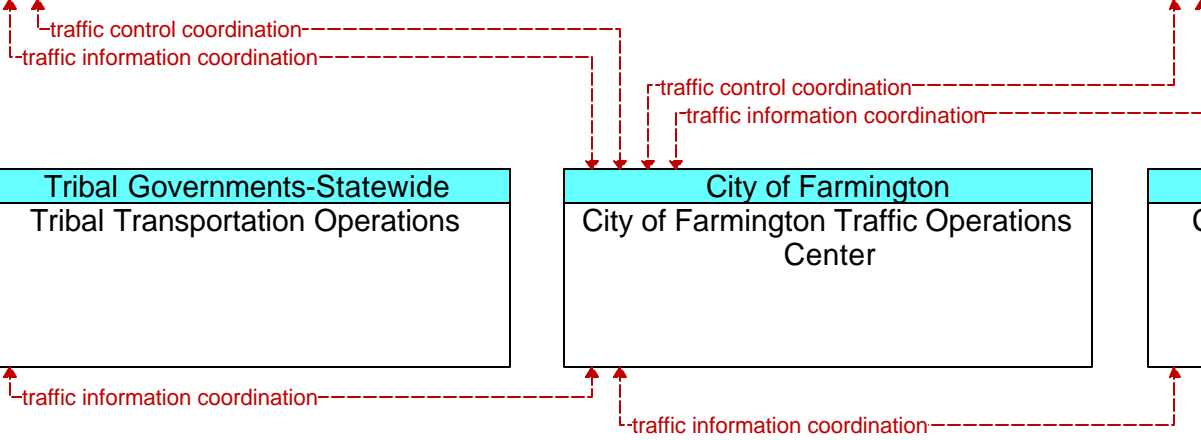 traffic control coordination
traffic information coordination
traffic control coordination
traffic information coordination
Tribal Governments-Statewide
Tribal Transportation Operations
City of Farmington
City of Farmington Traffic Operations
Center
traffic information coordination
traffic information coordination